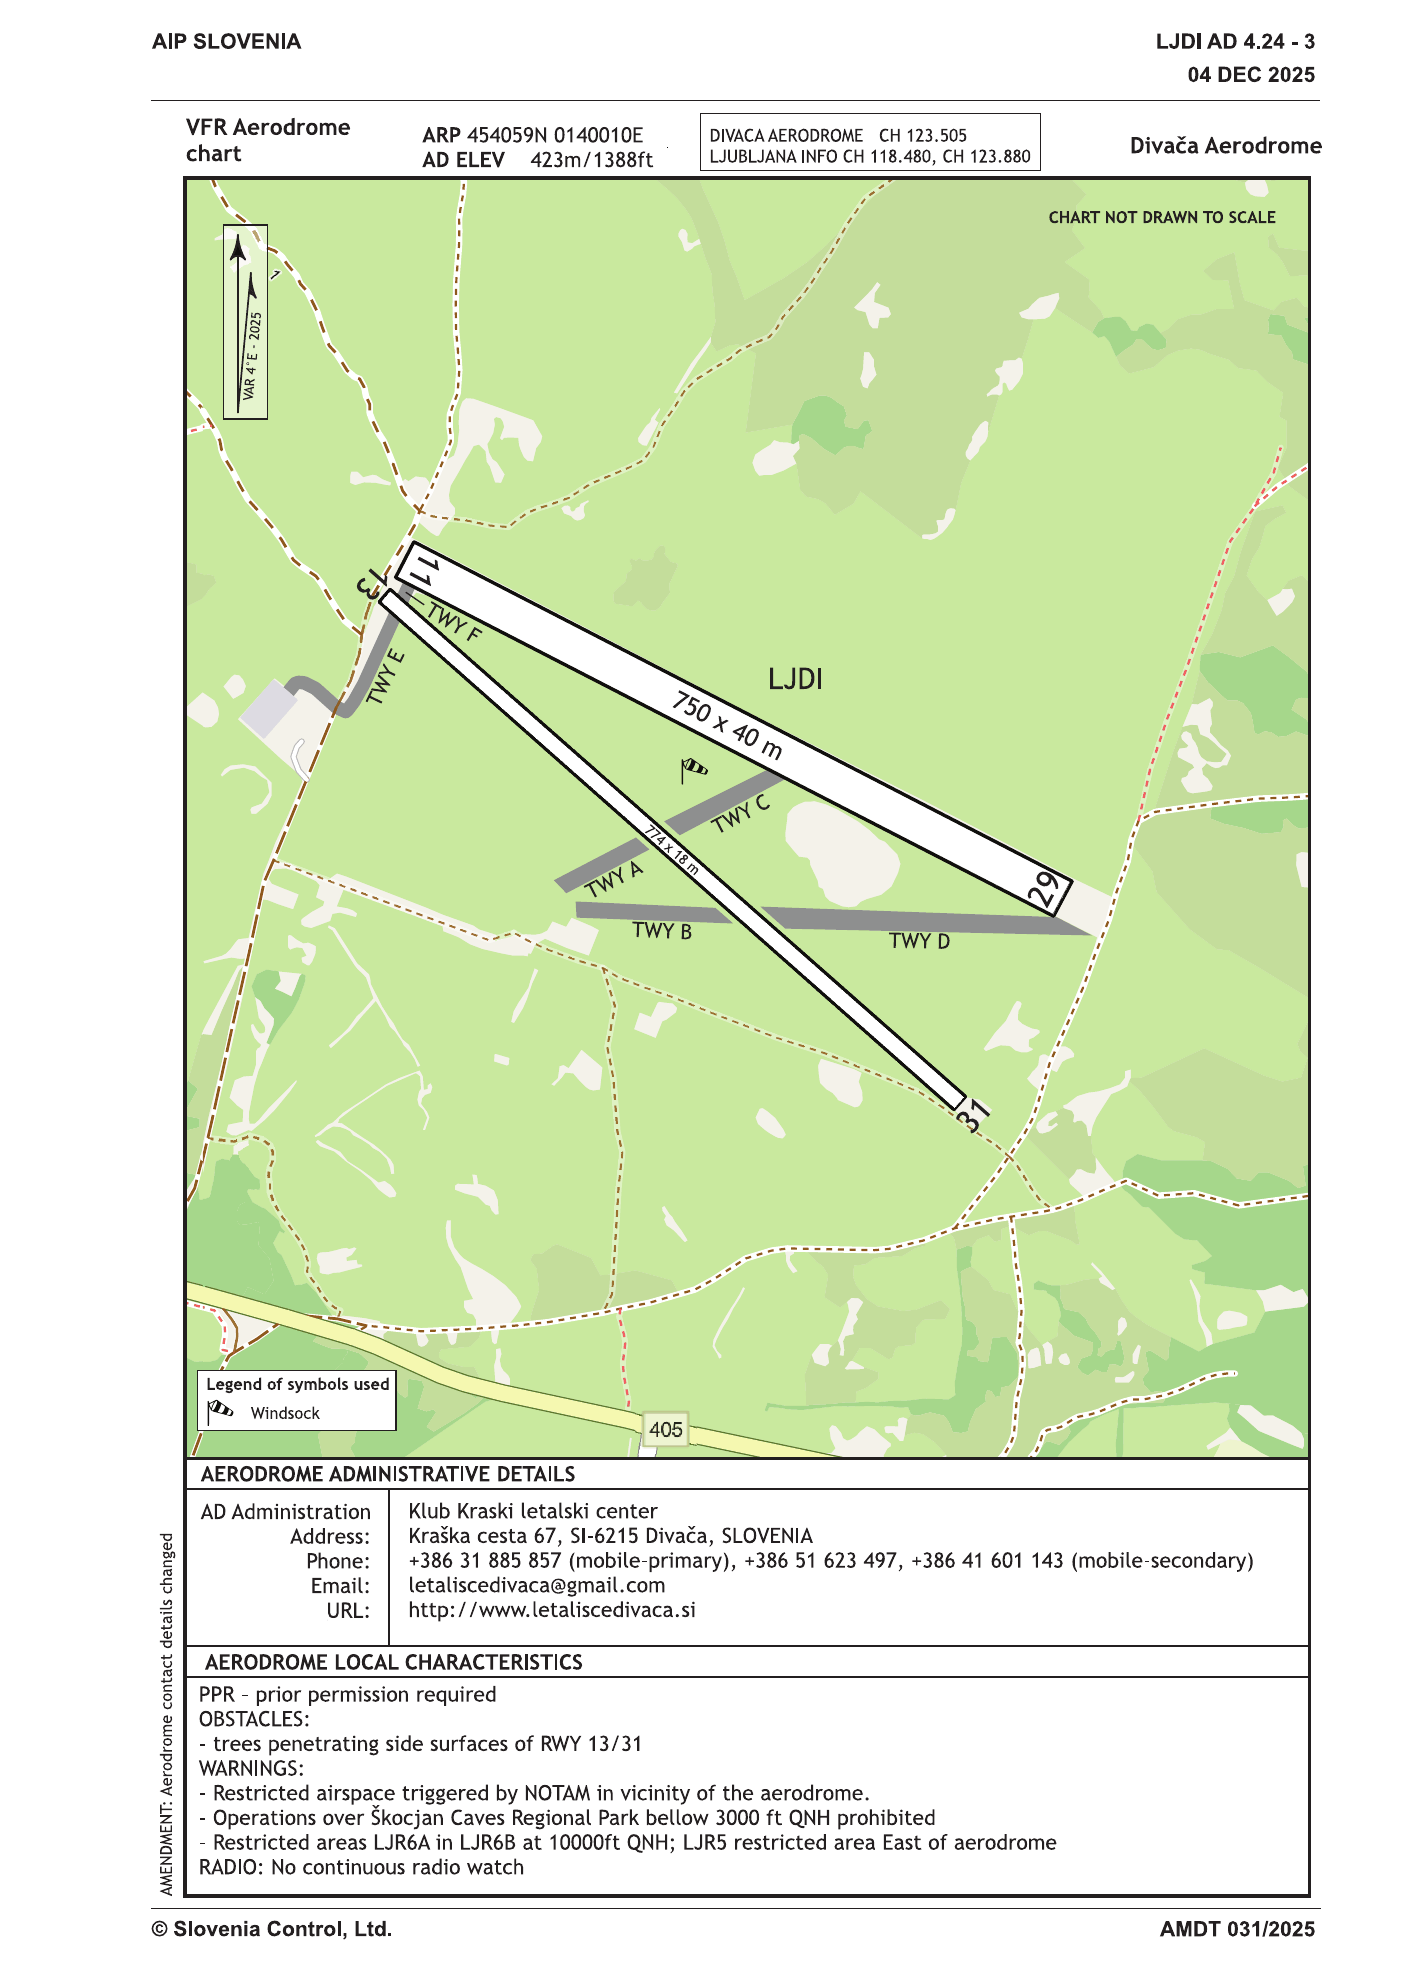 AIP SLOVENIA
LJDI AD 4.24 - 3
04 DEC 2025
VFR Aerodrome
chart
ARP 454059N 0140010E
AD ELEV 423m/1388ft
DIVACA AERODROME CH 123.505
LJUBLJANA INFO CH 118.480, CH 123.880
Divača Aerodrome
CHART NOT DRAWN TO SCALE
VAR 4°E - 2025
11
13
TWY F
TWY E
LJDI
750 x 40 m
TWY C
774 x 18 m
TWY A
29
TWY B
TWY D
31
Legend of symbols used
Windsock
405
AERODROME ADMINISTRATIVE DETAILS
AD Administration Klub Kraski letalski center
Address: Kraška cesta 67, SI-6215 Divača, SLOVENIA
Phone: +386 31 885 857 (mobile-primary), +386 51 623 497, +386 41 601 143 (mobile-secondary)
Email: letaliscedivaca@gmail.com
URL: http://www.letaliscedivaca.si
AERODROME LOCAL CHARACTERISTICS
PPR - prior permission required
OBSTACLES:
- trees penetrating side surfaces of RWY 13/31
WARNINGS:
- Restricted airspace triggered by NOTAM in vicinity of the aerodrome.
- Operations over Škocjan Caves Regional Park bellow 3000 ft QNH prohibited
- Restricted areas LJR6A in LJR6B at 10000ft QNH; LJR5 restricted area East of aerodrome
RADIO: No continuous radio watch
AMENDMENT: Aerodrome contact details changed
© Slovenia Control, Ltd.
AMDT 031/2025